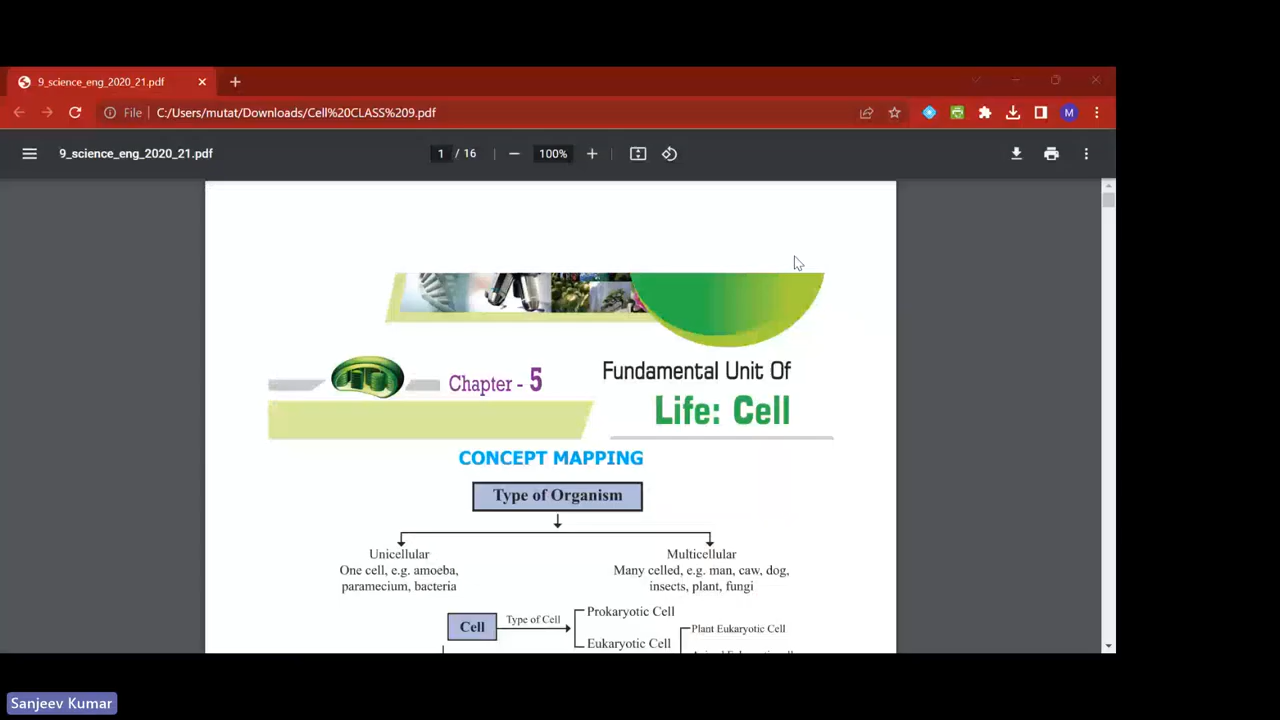 9_science_eng_2020_21.pdf
File C:/Users/mutat/Downloads/Cell%20CLASS%209.pdf M
9_science_eng_2020_21.pdf 1 / 16 100%
Chapter - 5
Fundamental Unit Of
Life: Cell
CONCEPT MAPPING
Type of Organism
Unicellular
One cell, e.g. amoeba,
paramecium, bacteria
Multicellular
Many celled, e.g. man, caw, dog,
insects, plant, fungi
Cell
Type of Cell
Prokaryotic Cell
Eukaryotic Cell
Plant Eukaryotic Cell
Sanjeev Kumar